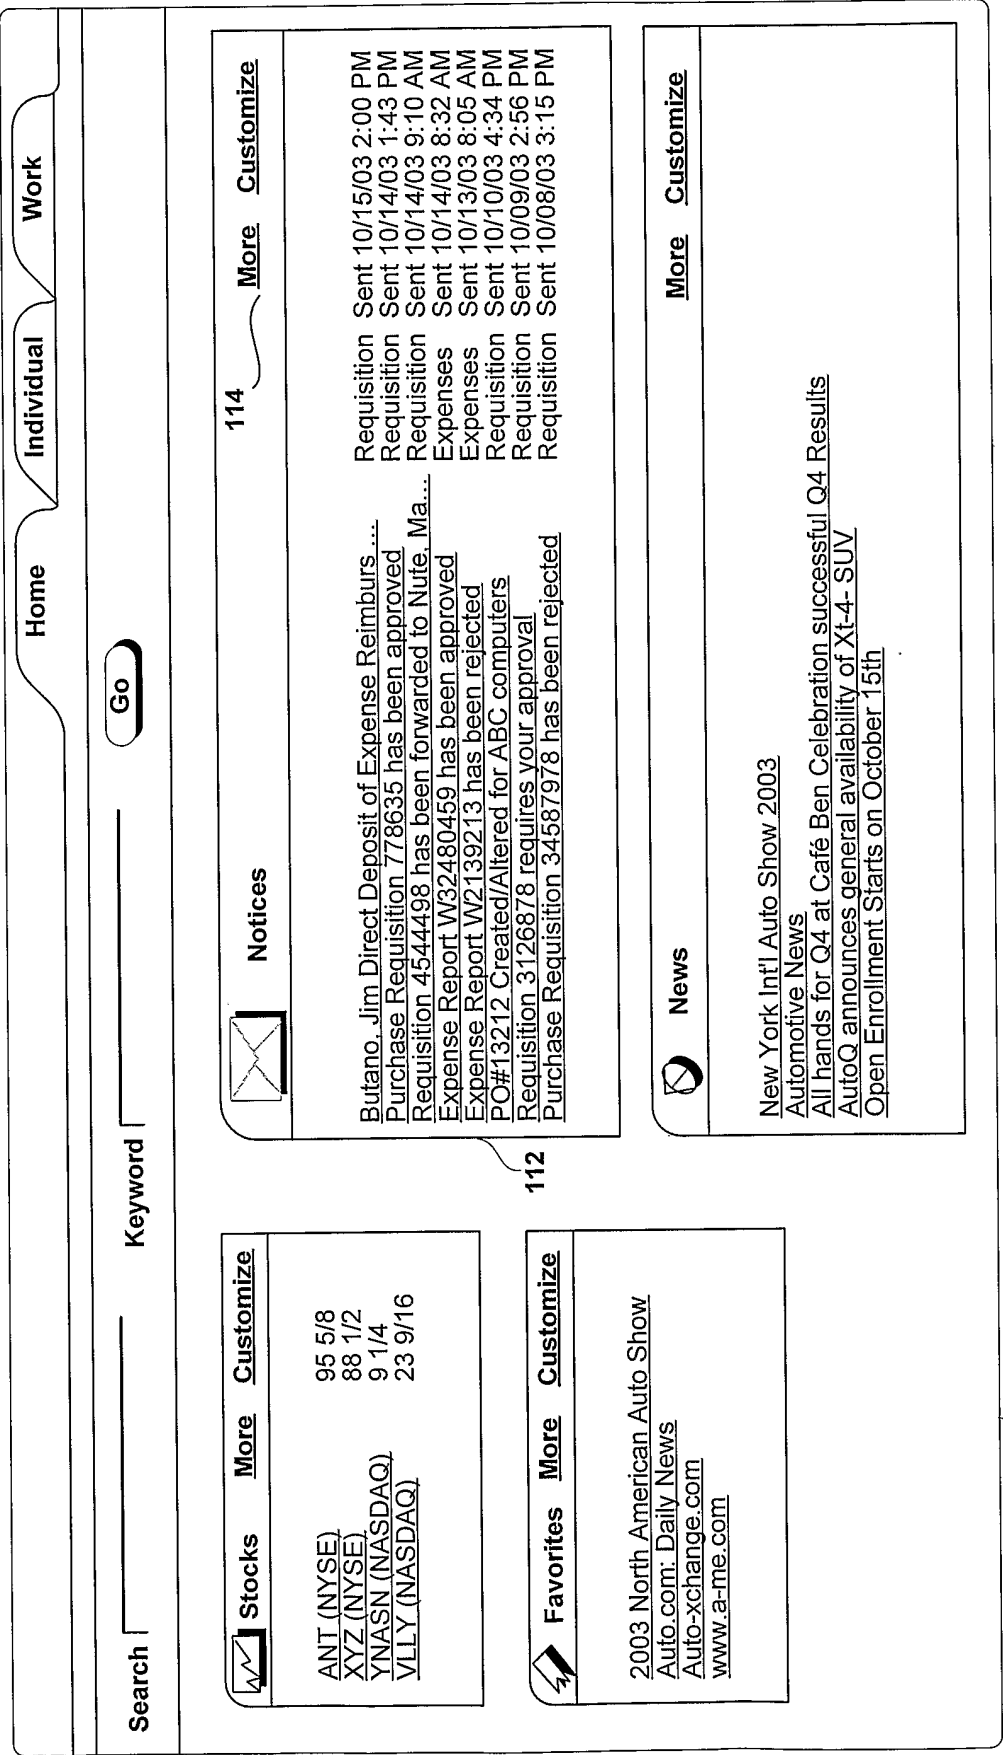 Home
Individual
Work
Search
Keyword
Go
Stocks More Customize
ANT (NYSE) 95 5/8
XYZ (NYSE) 88 1/2
YNASN (NASDAQ) 9 1/4
VLLY (NASDAQ) 23 9/16
Favorites More Customize
2003 North American Auto Show
Auto.com: Daily News
Auto-xchange.com
www.a-me.com
114
Notices More Customize
Butano, Jim Direct Deposit of Expense Reimburs ... Requisition Sent 10/15/03 2:00 PM
Purchase Requisition 778635 has been approved Requisition Sent 10/14/03 1:43 PM
Requisition 4544498 has been forwarded to Nute, Ma... Requisition Sent 10/14/03 9:10 AM
Expense Report W32480459 has been approved Expenses Sent 10/14/03 8:32 AM
Expense Report W2139213 has been rejected Expenses Sent 10/13/03 8:05 AM
PO#13212 Created/Altered for ABC computers Requisition Sent 10/10/03 4:34 PM
Requisition 3126878 requires your approval Requisition Sent 10/09/03 2:56 PM
Purchase Requisition 34587978 has been rejected Requisition Sent 10/08/03 3:15 PM
112
News More Customize
New York Int'l Auto Show 2003
Automotive News
All hands for Q4 at Café Ben Celebration successful Q4 Results
AutoQ announces general availability of Xt-4- SUV
Open Enrollment Starts on October 15th